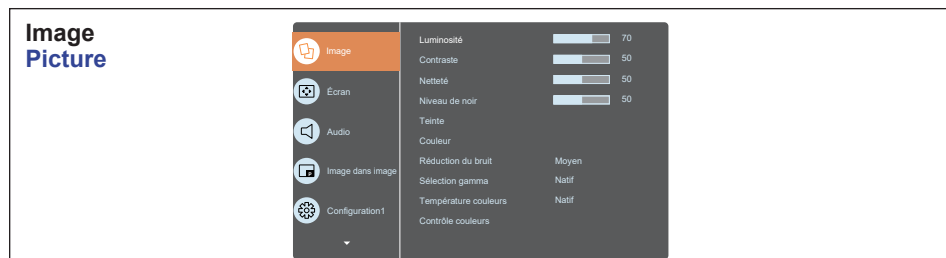 Image
Picture
Image
Écran
Audio
Image dans image
Configuration1
Luminosité 70
Contraste 50
Netteté 50
Niveau de noir 50
Teinte
Couleur
Réduction du bruit Moyen
Sélection gamma Natif
Température couleurs Natif
Contrôle couleurs